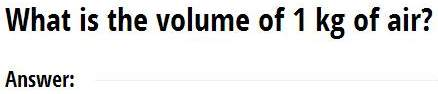 What is the volume of 1 kg of air?
Answer: